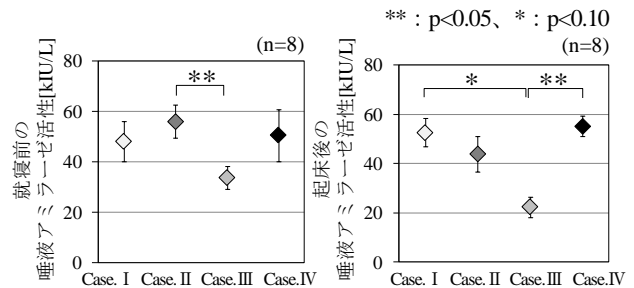 ** : p<0.05、* : p<0.10
(n=8)
就寝前の
唾液アミラーゼ活性[kIU/L]
80
60
40
20
0
**
Case. I
Case. II
Case.III
Case.IV
(n=8)
起床後の
唾液アミラーゼ活性[kIU/L]
80
60
40
20
0
*
**
Case. I
Case. II
Case.III
Case.IV